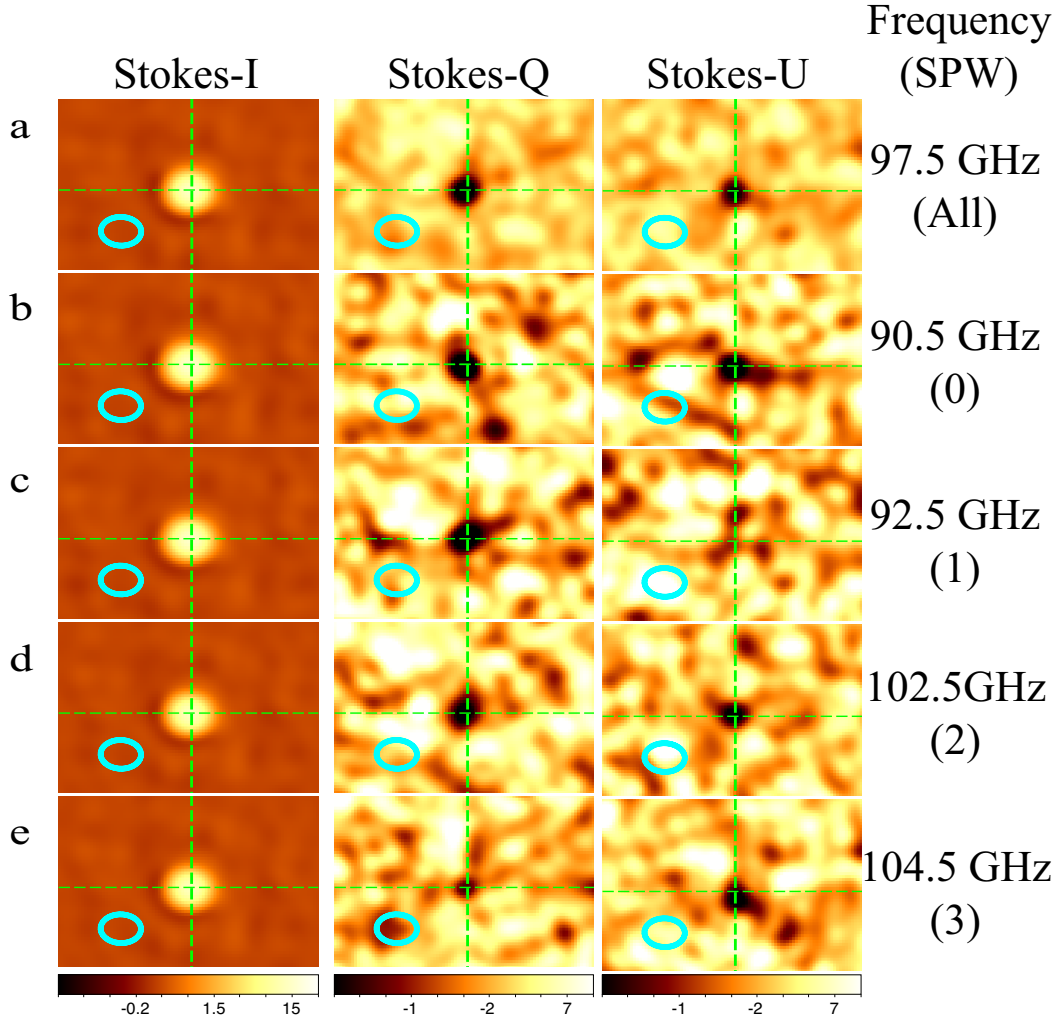 Frequency
Stokes-I Stokes-Q Stokes-U (SPW)
a
97.5 GHz
(All)
b
90.5 GHz
(0)
c
92.5 GHz
(1)
d
102.5GHz
(2)
e
104.5 GHz
(3)
-0.2 1.5 15 -1 -2 7 -1 -2 7